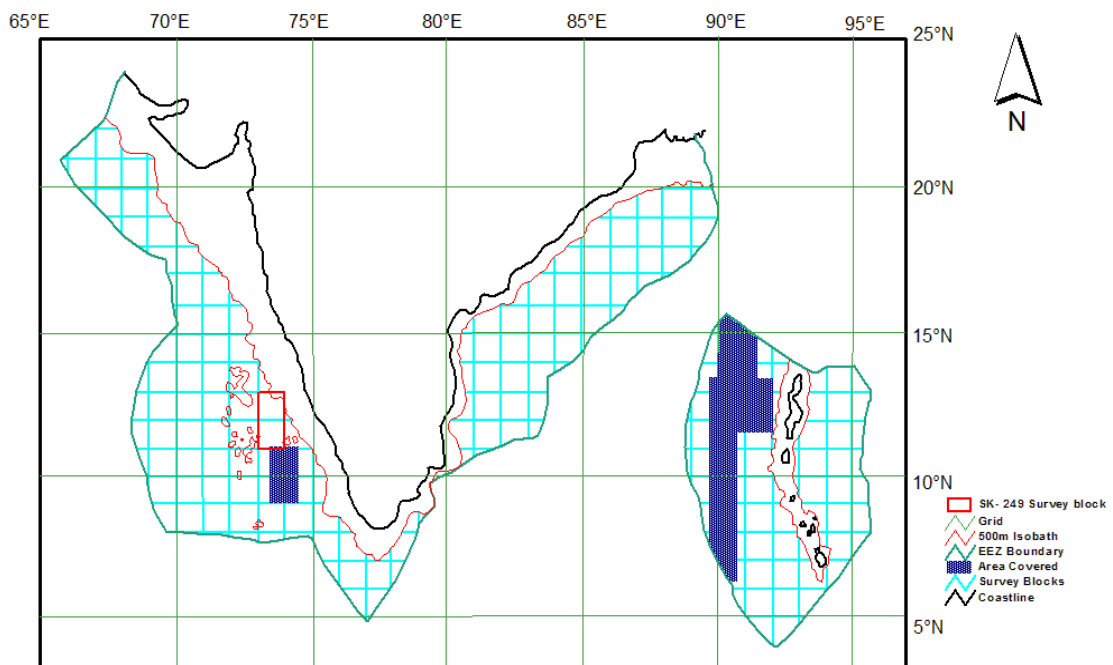 65°E 70°E 75°E 80°E 85°E 90°E 95°E
25°N
N
20°N
15°N
10°N
SK- 249 Survey block
Grid
500m Isobath
EEZ Boundary
Area Covered
Survey Blocks
Coastline
5°N